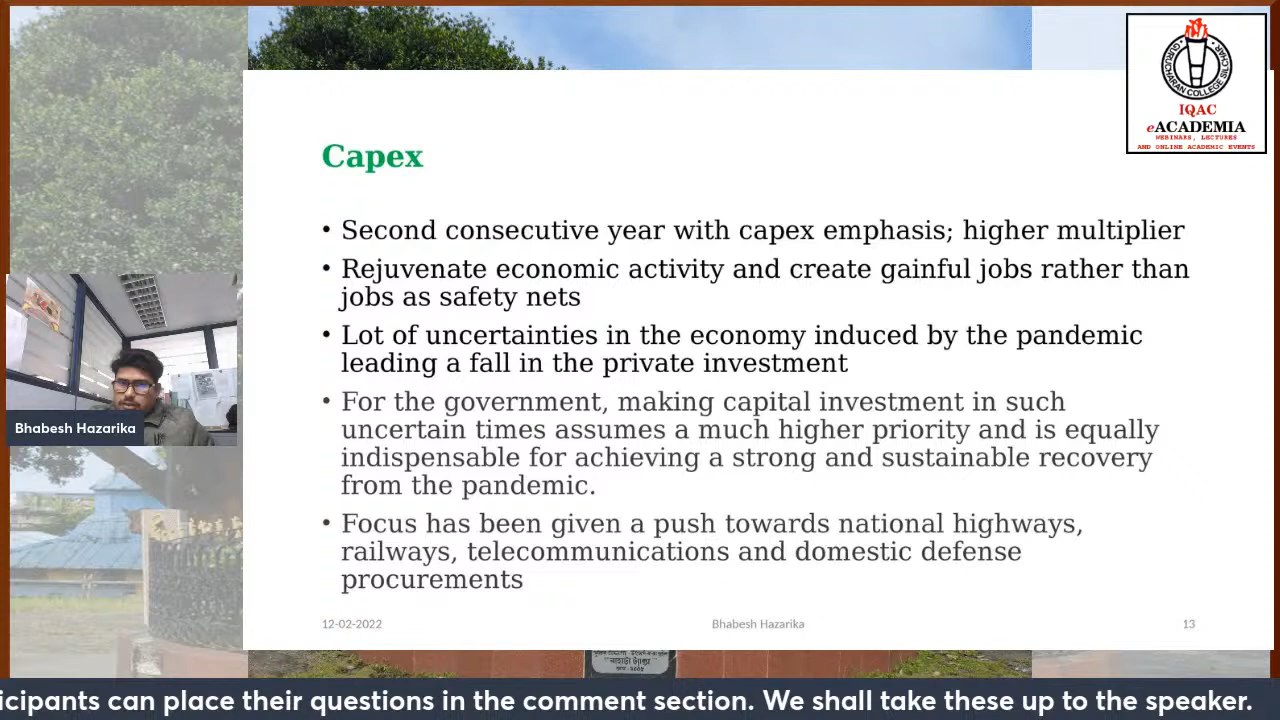 GURUCHARAN COLLEGE SILCHAR
IQAC
eACADEMIA
WEBINARS, LECTURES
AND ONLINE ACADEMIC EVENTS
Capex
• Second consecutive year with capex emphasis; higher multiplier
• Rejuvenate economic activity and create gainful jobs rather than
jobs as safety nets
• Lot of uncertainties in the economy induced by the pandemic
leading a fall in the private investment
• For the government, making capital investment in such
uncertain times assumes a much higher priority and is equally
indispensable for achieving a strong and sustainable recovery
from the pandemic.
• Focus has been given a push towards national highways,
railways, telecommunications and domestic defense
procurements
Bhabesh Hazarika
12-02-2022 Bhabesh Hazarika 13
icipants can place their questions in the comment section. We shall take these up to the speaker.